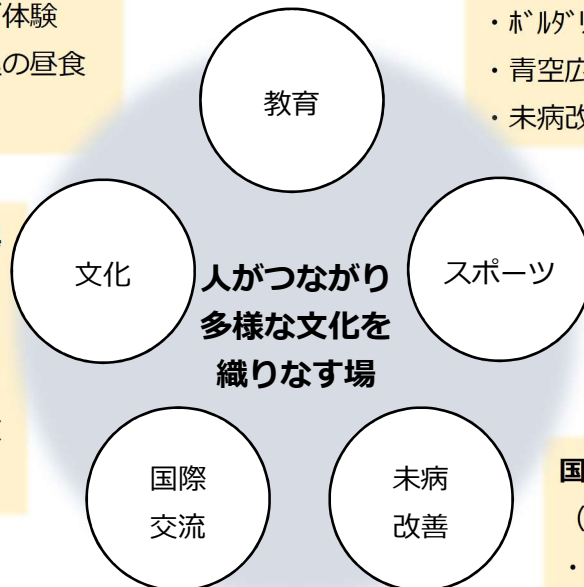 体験
の昼食
・ﾎﾞﾙﾀﾞﾘ
・青空広
・未病改
教育
文化
スポーツ
人がつながり
多様な文化を
織りなす場
国際
交流
未病
改善
国
（
・